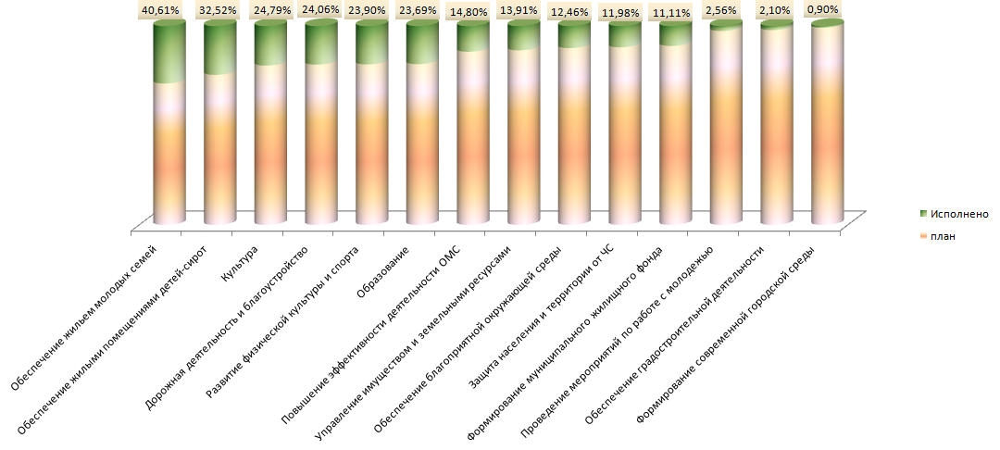 40,61%
32,52%
24,79%
24,06%
23,90%
23,69%
14,80%
13,91%
12,46%
11,98%
11,11%
2,56%
2,10%
0,90%
Исполнено
план
Обеспечение жильем молодых семей
Обеспечение жилыми помещениями детей-сирот
Культура
Дорожная деятельность и благоустройство
Развитие физической культуры и спорта
Образование
Повышение эффективности деятельности ОМС
Управление имуществом и земельными ресурсами
Обеспечение благоприятной окружающей среды
Защита населения и территории от ЧС
Формирование муниципального жилищного фонда
Проведение мероприятий по работе с молодежью
Обеспечение градостроительной деятельности
Формирование современной городской среды